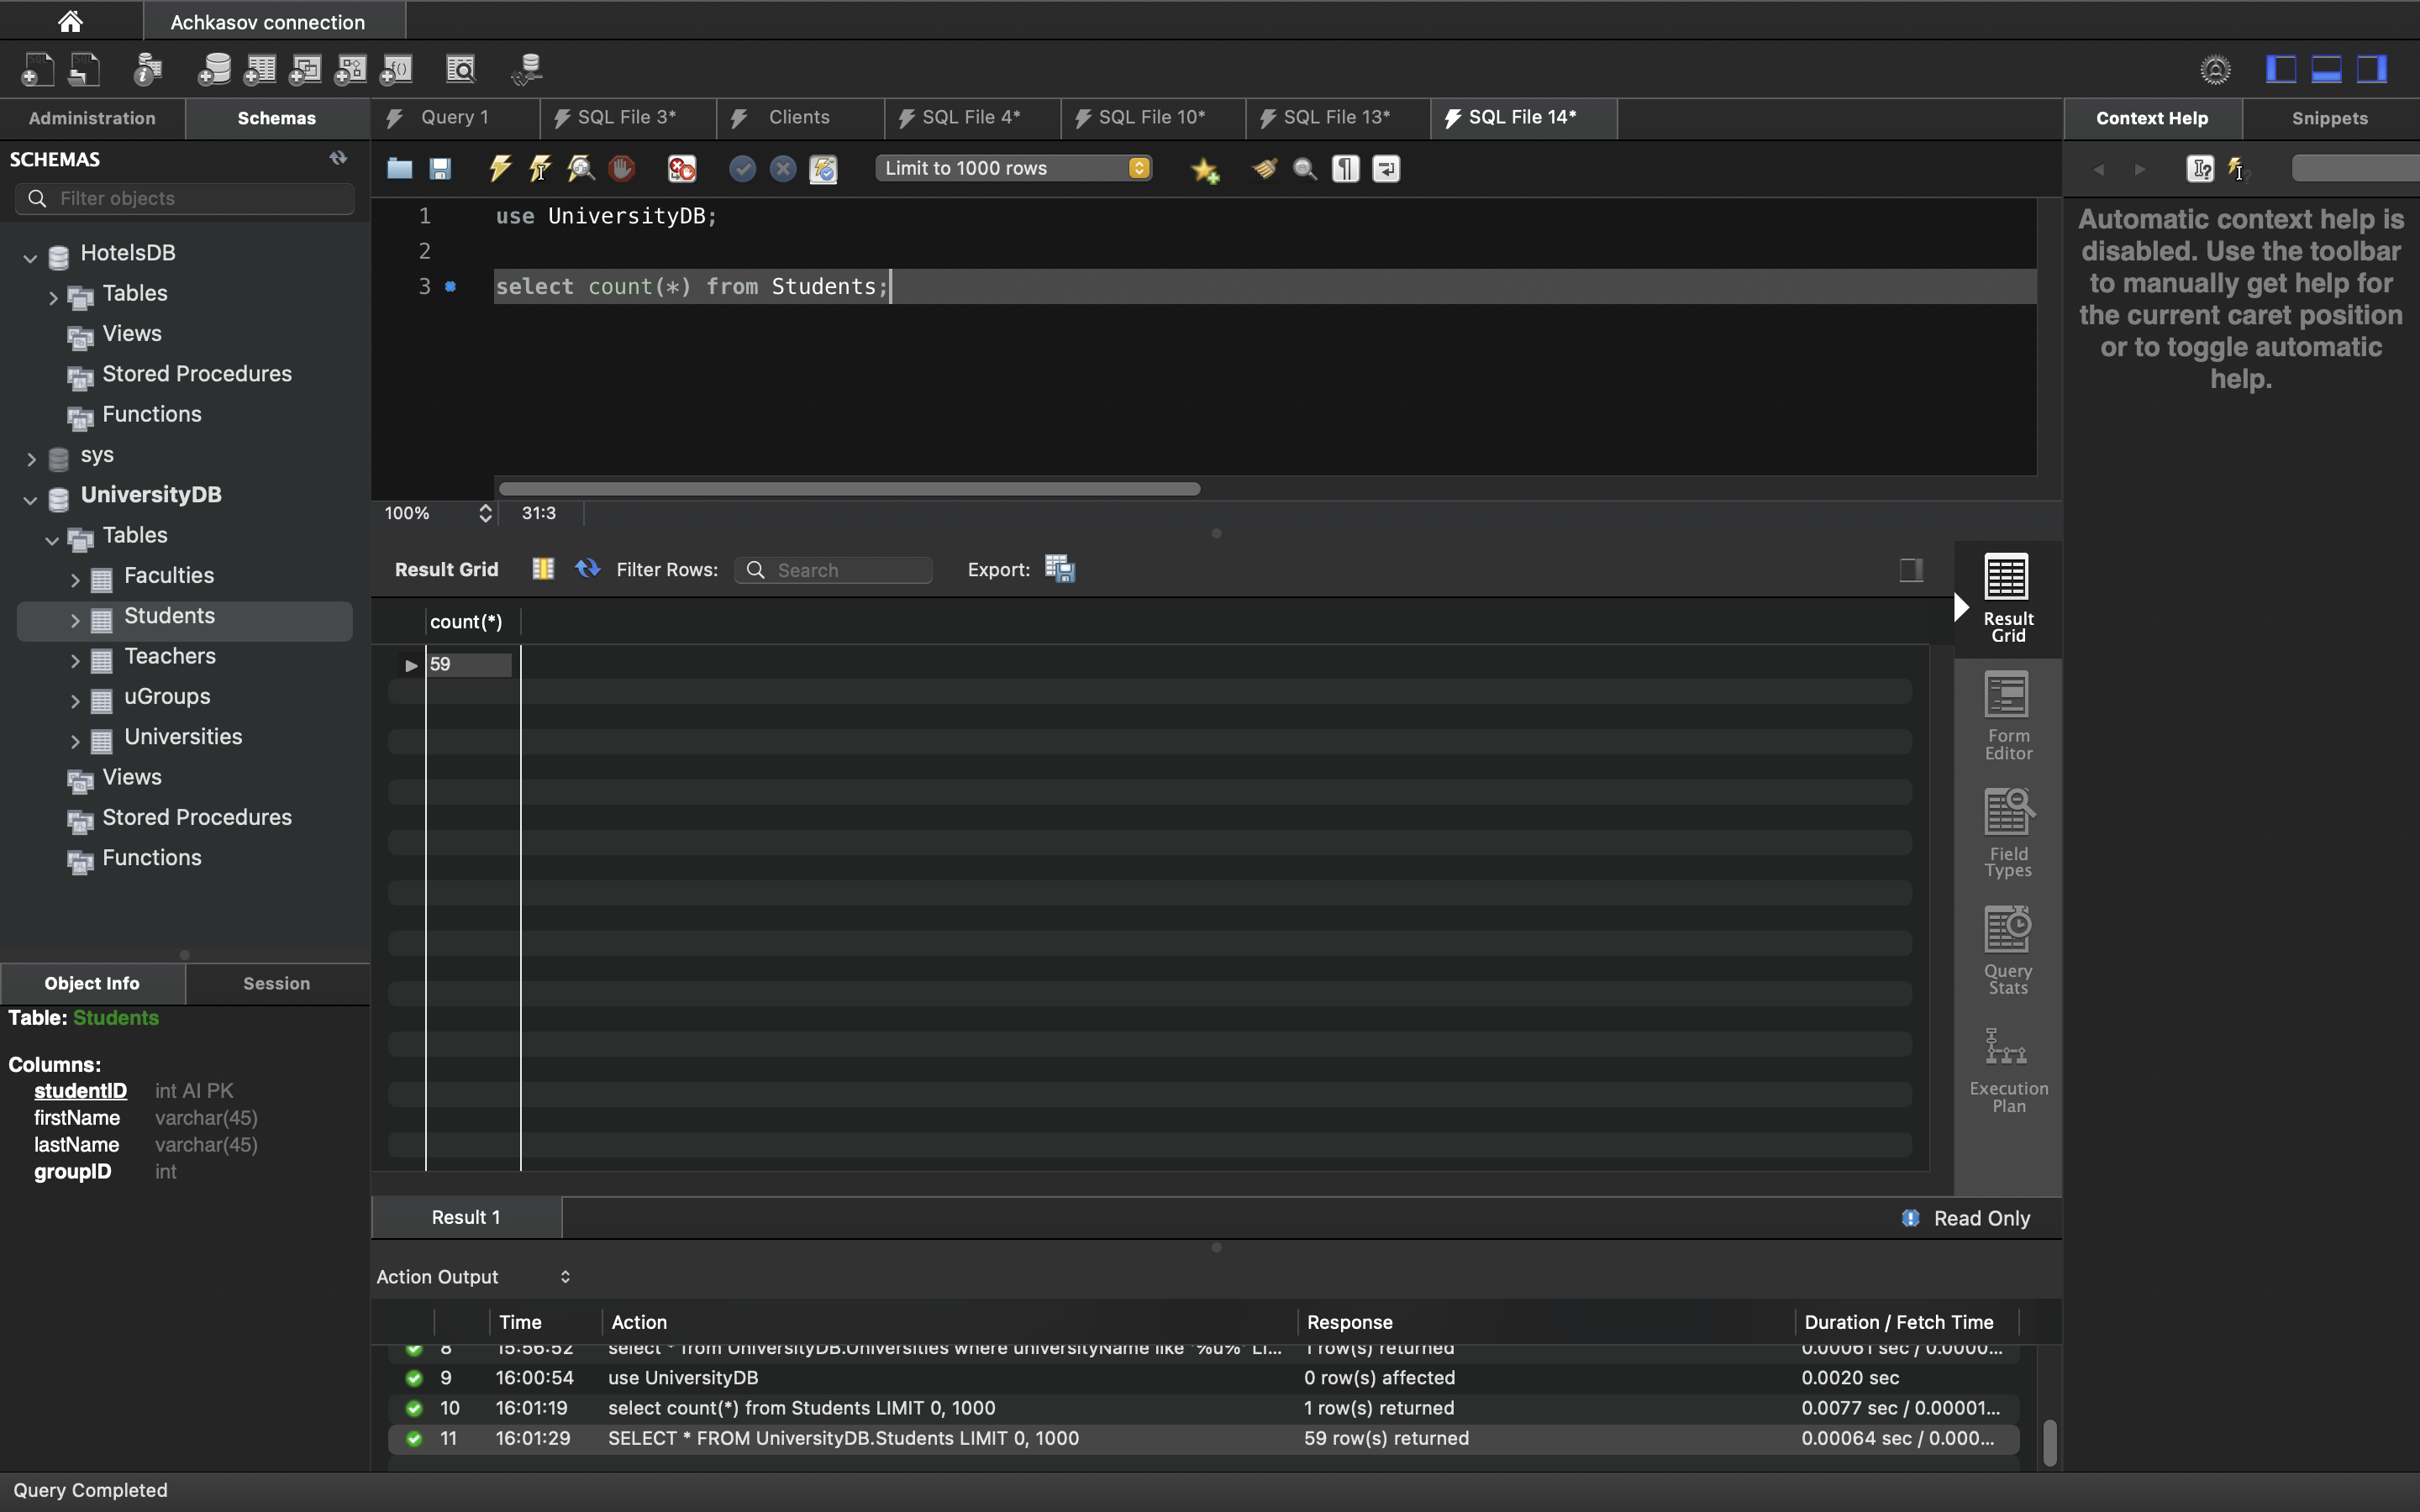 Achkasov connection
Administration
Schemas
Query 1
SQL File 3*
Clients
SQL File 4*
SQL File 10*
SQL File 13*
SQL File 14*
Context Help
Snippets
SCHEMAS
Filter objects
Limit to 1000 rows
HotelsDB
Tables
Views
Stored Procedures
Functions
sys
UniversityDB
Tables
Faculties
Students
Teachers
uGroups
Universities
Views
Stored Procedures
Functions
1 use UniversityDB;
2
3 select count(*) from Students;
100% 31:3
Automatic context help is
disabled. Use the toolbar
to manually get help for
the current caret position
or to toggle automatic
help.
Result Grid
Filter Rows:
Search
Export:
count(*)
59
Result
Grid
Form
Editor
Field
Types
Query
Stats
Execution
Plan
Object Info
Session
Table: Students
Columns:
studentID int AI PK
firstName varchar(45)
lastName varchar(45)
groupID int
Result 1
Read Only
Action Output
Time Action Response Duration / Fetch Time
8 15:56:52 select * from UniversityDB.Universities where universityName like '%u%' LI... 1 row(s) returned 0.00061 sec / 0.0000...
9 16:00:54 use UniversityDB 0 row(s) affected 0.0020 sec
10 16:01:19 select count(*) from Students LIMIT 0, 1000 1 row(s) returned 0.0077 sec / 0.00001...
11 16:01:29 SELECT * FROM UniversityDB.Students LIMIT 0, 1000 59 row(s) returned 0.00064 sec / 0.000...
Query Completed